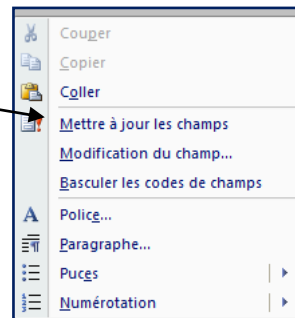 Couper
Copier
Coller
Mettre à jour les champs
Modification du champ...
Basculer les codes de champs
Police...
Paragraphe...
Puces
Numérotation